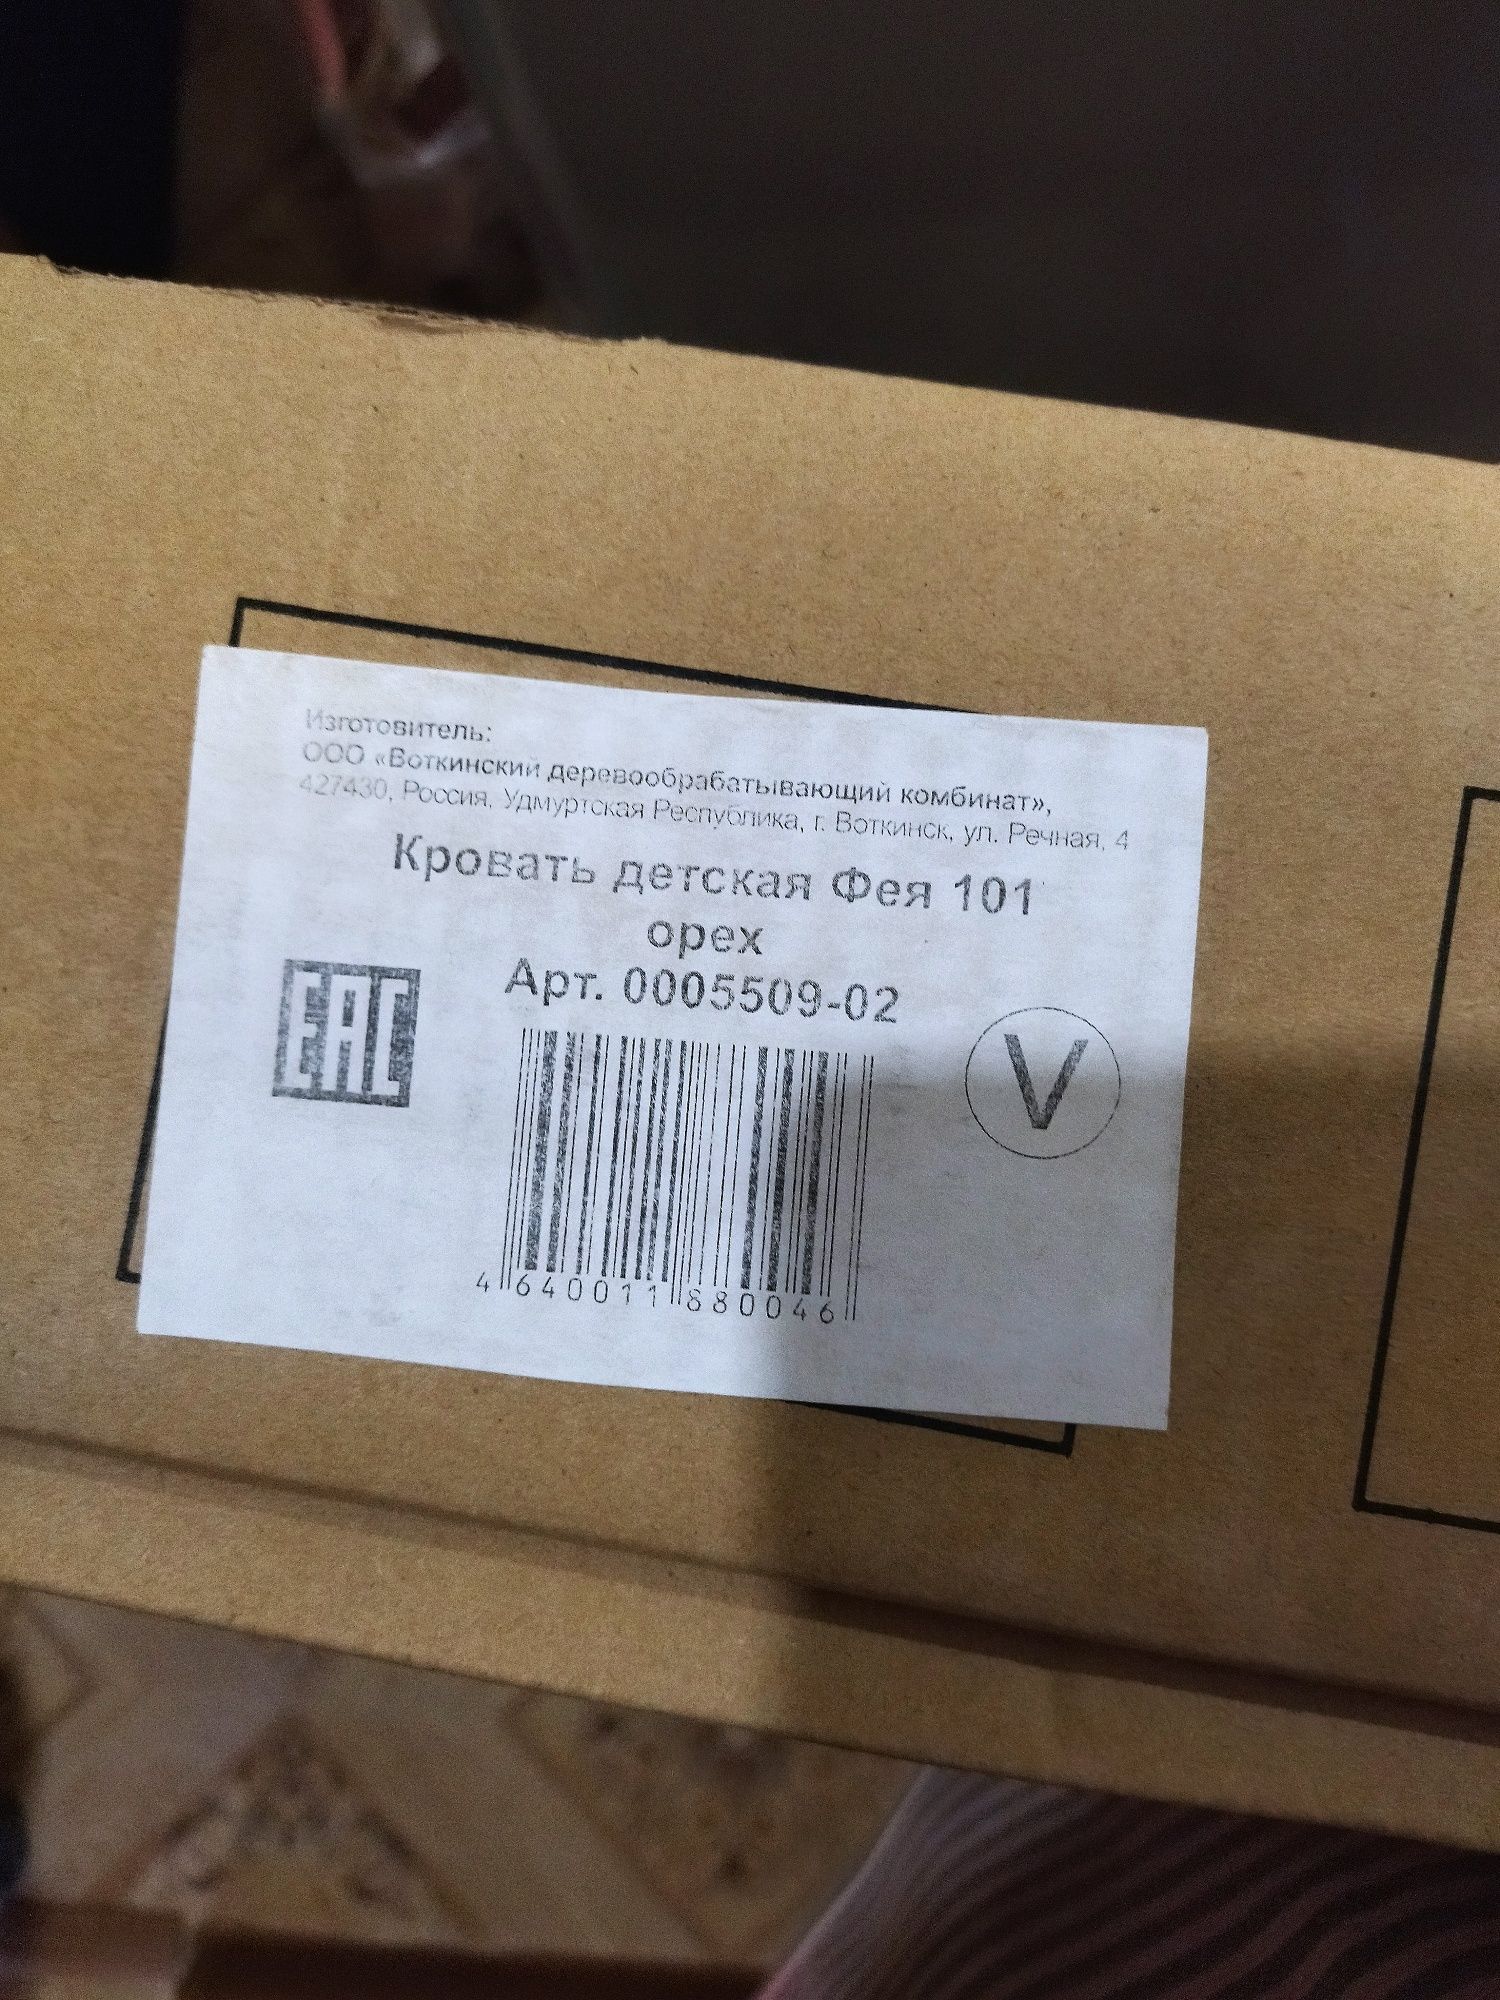 Изготовитель:
ООО «Воткинский деревообрабатывающий комбинат»,
427430, Россия, Удмуртская Республика, г. Воткинск, ул. Речная, 4
Кровать детская Фея 101
орех
Арт. 0005509-02
EAC
V
4 640011 880046